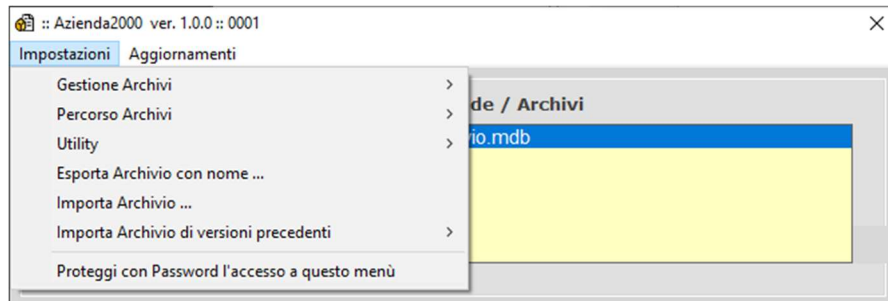 :: Azienda2000 ver. 1.0.0 :: 0001
Impostazioni Aggiornamenti
Gestione Archivi
de / Archivi
Percorso Archivi
io.mdb
Utility
Esporta Archivio con nome ...
Importa Archivio ...
Importa Archivio di versioni precedenti
Proteggi con Password l'accesso a questo menù